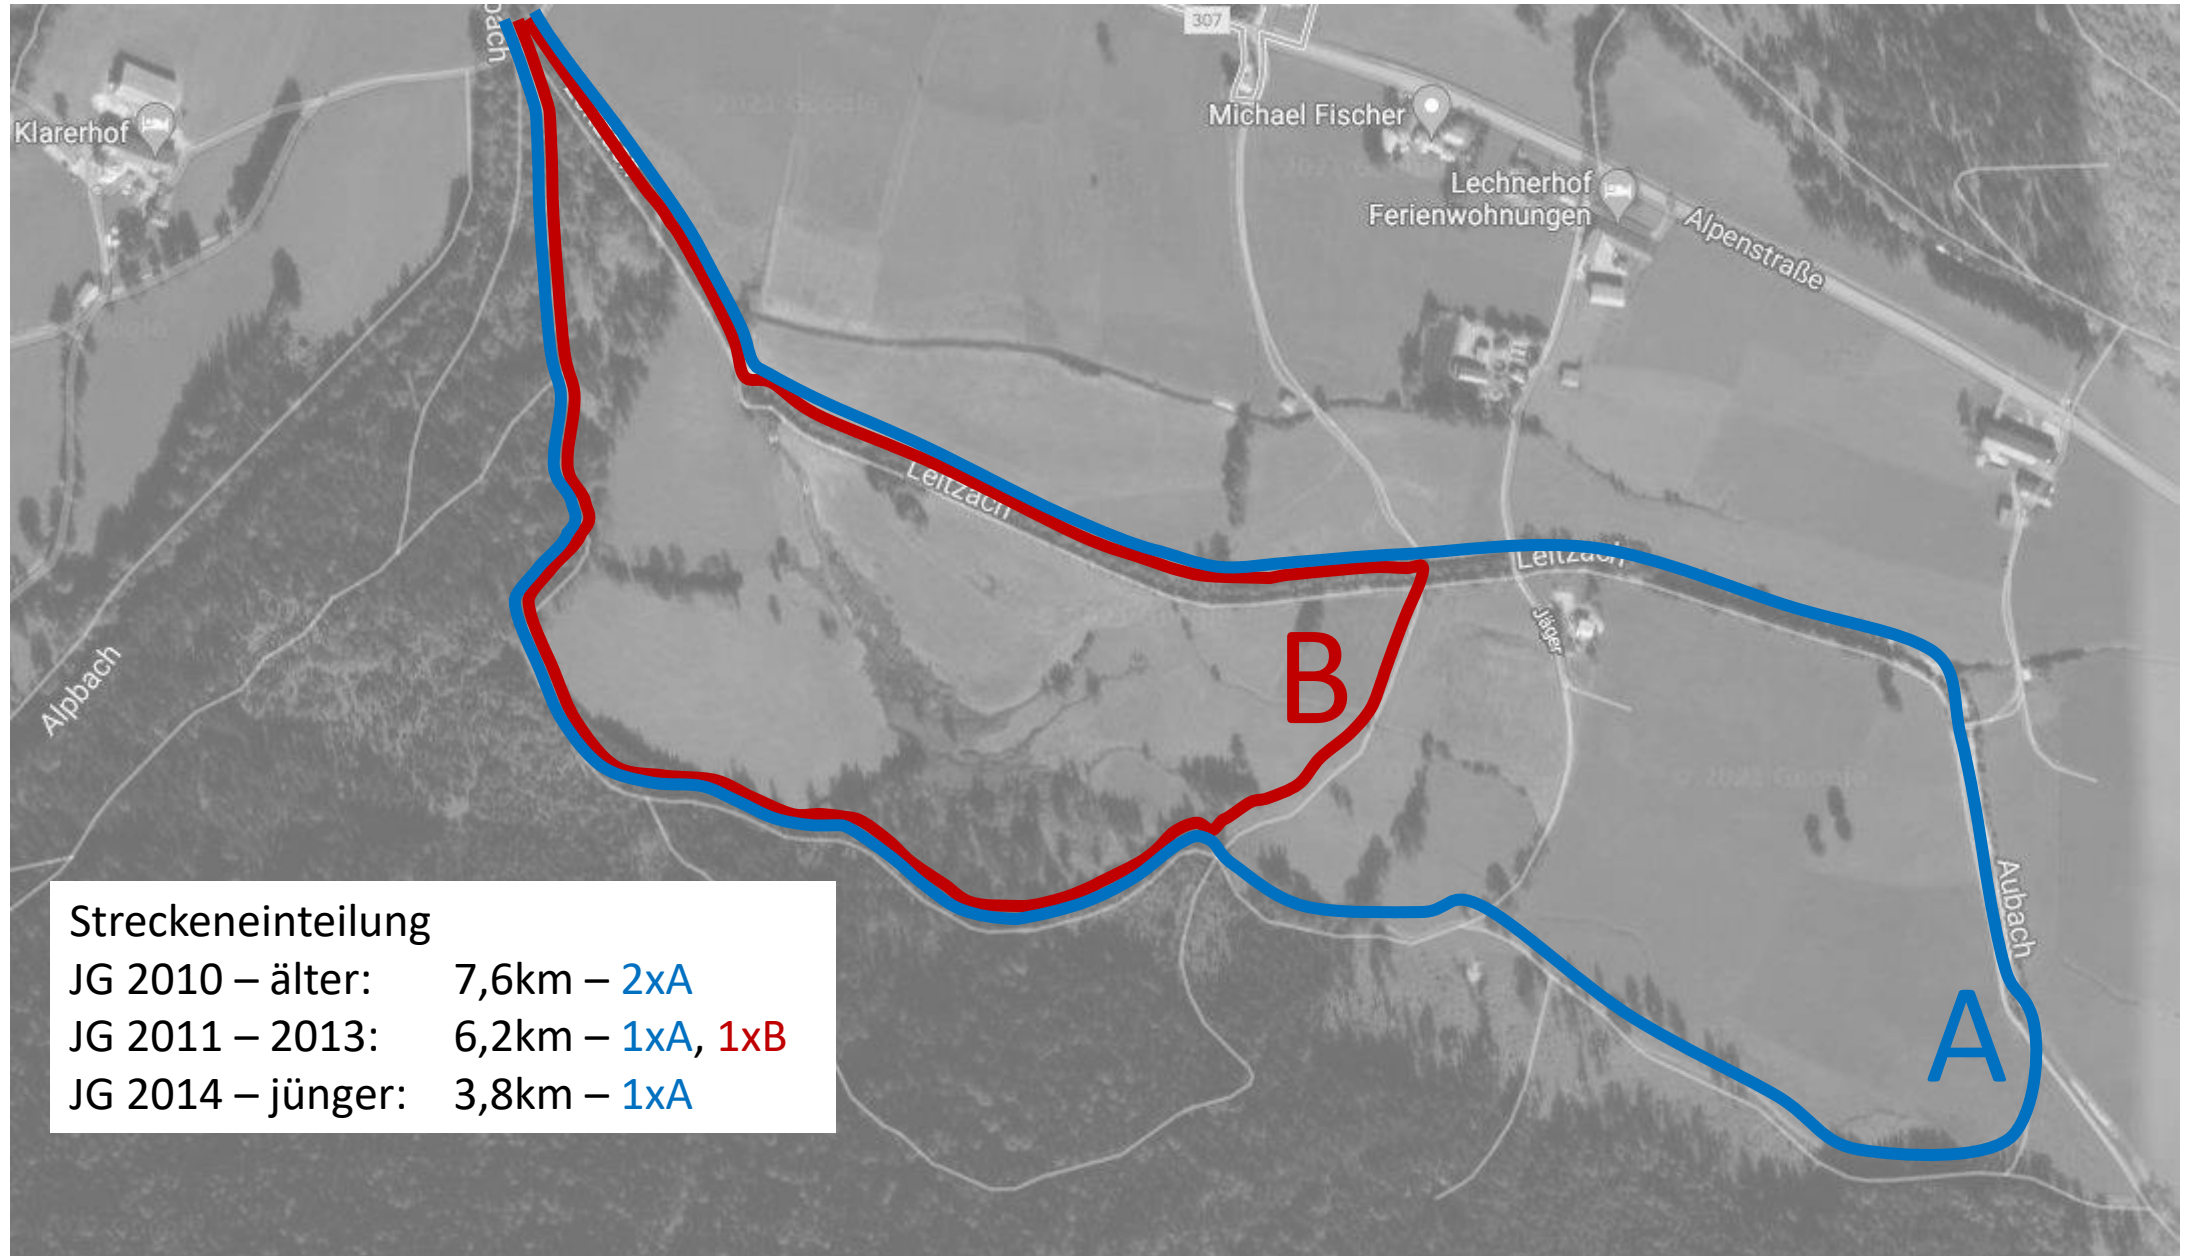 307
bach
Klarerhof
Michael Fischer
Lechnerhof
Ferienwohnungen
Alpenstraße
Leitzach
Leitzach
Jäger
B
Alpbach
Aubach
A
Streckeneinteilung
JG 2010 – älter: 7,6km – 2xA
JG 2011 – 2013: 6,2km – 1xA, 1xB
JG 2014 – jünger: 3,8km – 1xA